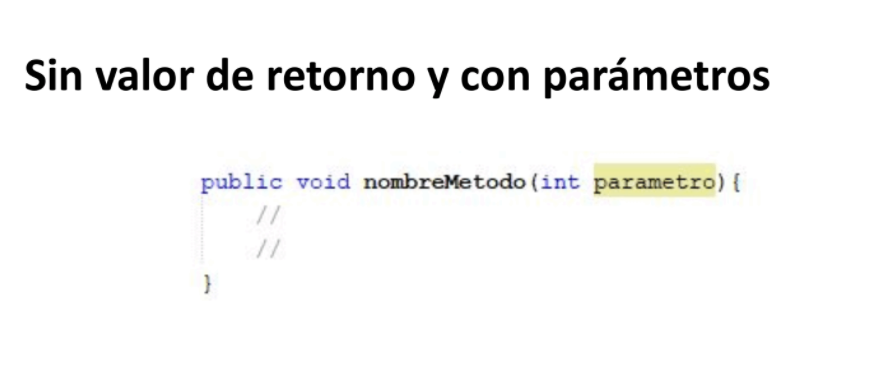 Sin valor de retorno y con parámetros
public void nombreMetodo(int parametro){
//
//
}